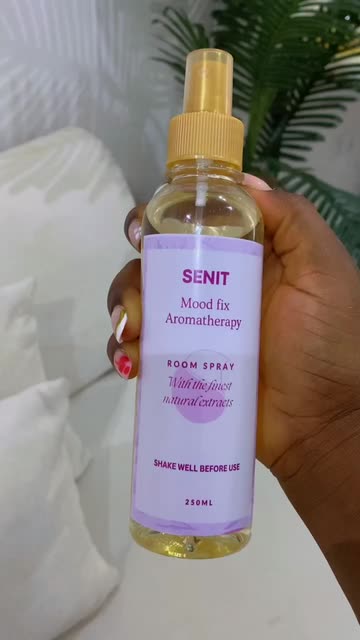 SENIT
Mood fix
Aromatherapy
ROOM SPRAY
With the finest
natural extracts
SHAKE WELL BEFORE USE
250ML